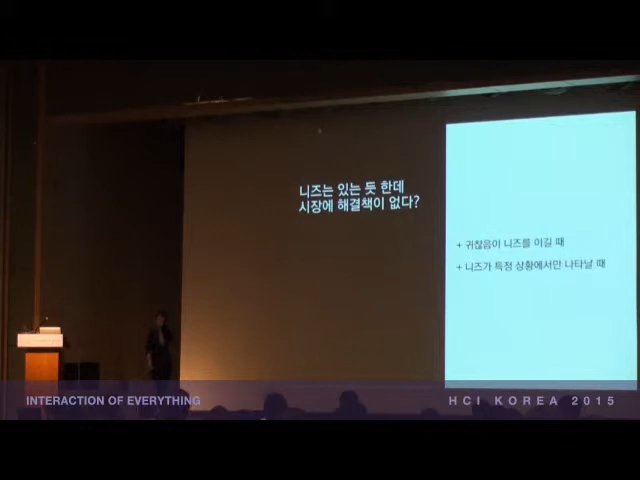 니즈는 있는 듯 한데
시장에 해결책이 없다?
+ 귀찮음이 니즈를 이길 때
+ 니즈가 특정 상황에서만 나타날 때
INTERACTION OF EVERYTHING
HCI KOREA 2015